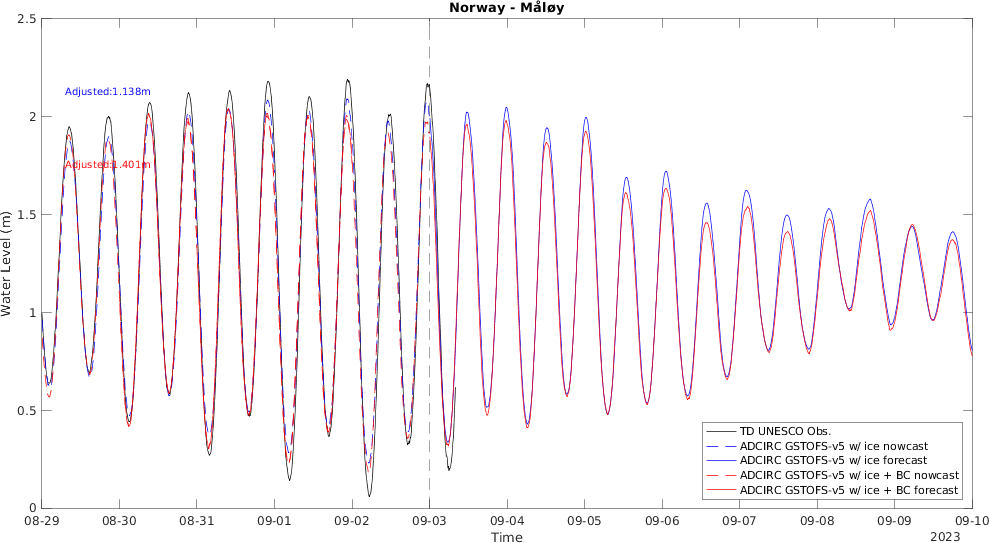 Norway - Måløy
2.5
2
1.5
1
0.5
0
Water Level (m)
Adjusted:1.138m
Adjusted:1.401m
TD UNESCO Obs.
ADCIRC GSTOFS-v5 w/ ice nowcast
ADCIRC GSTOFS-v5 w/ ice forecast
ADCIRC GSTOFS-v5 w/ ice + BC nowcast
ADCIRC GSTOFS-v5 w/ ice + BC forecast
08-29 08-30 08-31 09-01 09-02 09-03 09-04 09-05 09-06 09-07 09-08 09-09 09-10
Time
2023